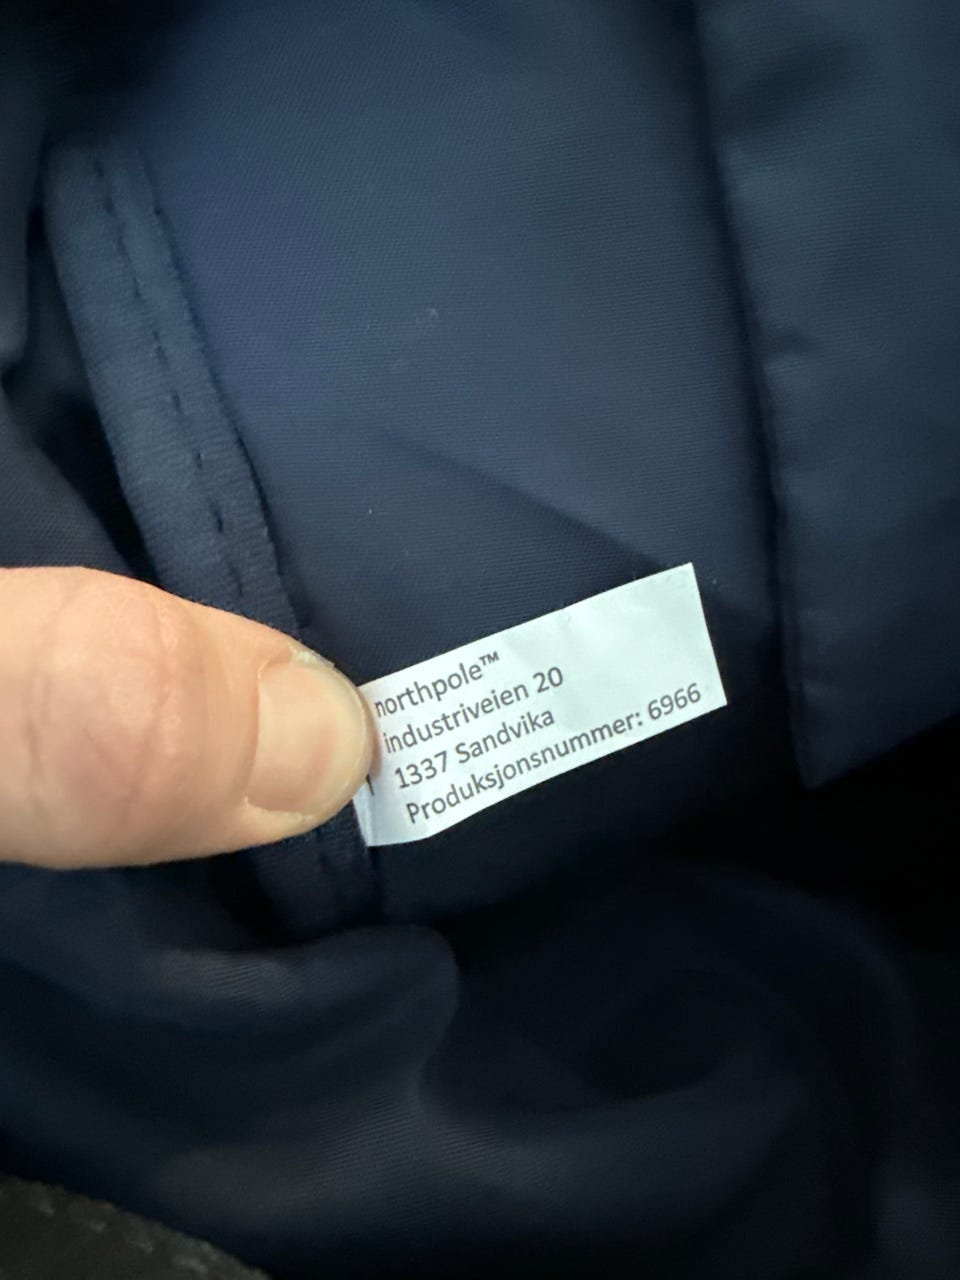 northpole™
industriveien 20
1337 Sandvika
Produksjonsnummer: 6966